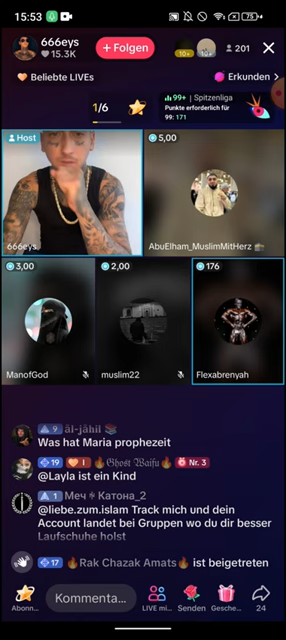 15:53
75
666eys
15.3K
+ Folgen
10+
10+
201
Beliebte LIVEs
Erkunden >
1/6
99+ | Spitzenliga
Punkte erforderlich für
99: 171
Host
5,00
666eys.
AbuElham_MuslimMitHerz 🕋
3,00
2,00
176
ManofGod
muslim22
Flexabrenyah
9 āl-jāhil 📚
Was hat Maria prophezeit
19 I 🔥𝔊𝔥𝔬𝔰𝔱 𝔚𝔞𝔦𝔣𝔲🔥 Nr. 3
@Layla ist ein Kind
1 Меч ⚜ Катона_2
@liebe.zum.islam Track mich und dein
Account landet bei Gruppen wo du dir besser
Laufschuhe holst
17 🔥Rak Chazak Amats🔥 ist beigetreten
Kommenta...
Abonn...
LIVE mi...
Senden
Gesche...
24